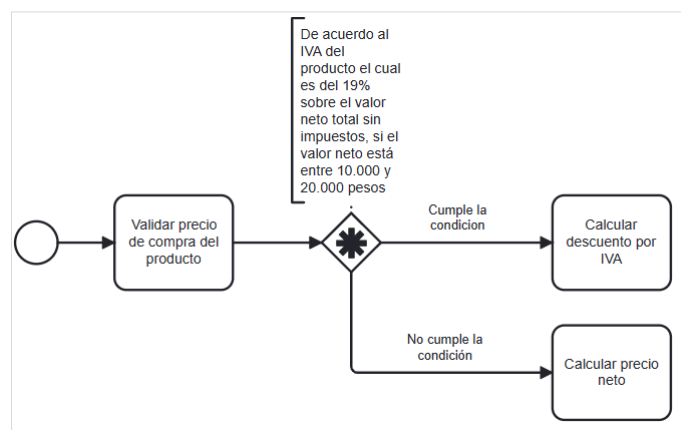 De acuerdo al
IVA del
producto el cual
es del 19%
sobre el valor
neto total sin
impuestos, si el
valor neto está
entre 10.000 y
20.000 pesos
Validar precio
de compra del
producto
Cumple la
condicion
Calcular
descuento por
IVA
No cumple la
condición
Calcular precio
neto